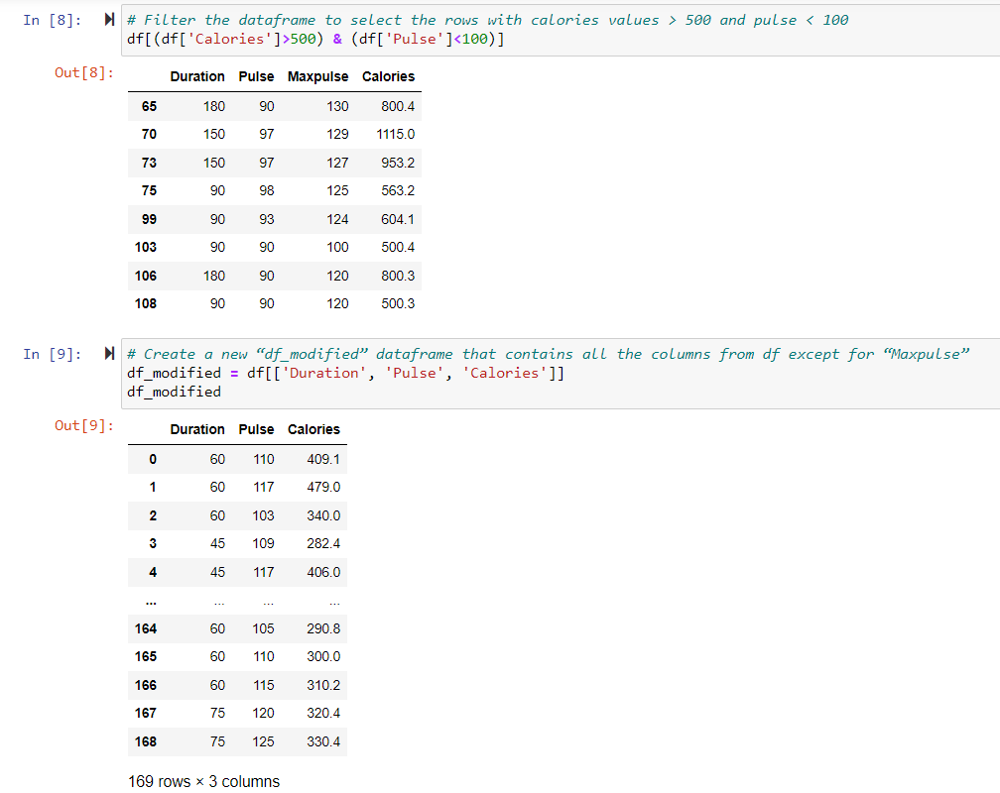 In [8]: # Filter the dataframe to select the rows with calories values > 500 and pulse < 100
df[(df['Calories']>500) & (df['Pulse']<100)]
Out[8]:
Duration Pulse Maxpulse Calories
65 180 90 130 800.4
70 150 97 129 1115.0
73 150 97 127 953.2
75 90 98 125 563.2
99 90 93 124 604.1
103 90 90 100 500.4
106 180 90 120 800.3
108 90 90 120 500.3
In [9]: # Create a new “df_modified” dataframe that contains all the columns from df except for “Maxpulse”
df_modified = df[['Duration', 'Pulse', 'Calories']]
df_modified
Out[9]:
Duration Pulse Calories
0 60 110 409.1
1 60 117 479.0
2 60 103 340.0
3 45 109 282.4
4 45 117 406.0
... ... ... ...
164 60 105 290.8
165 60 110 300.0
166 60 115 310.2
167 75 120 320.4
168 75 125 330.4
169 rows × 3 columns